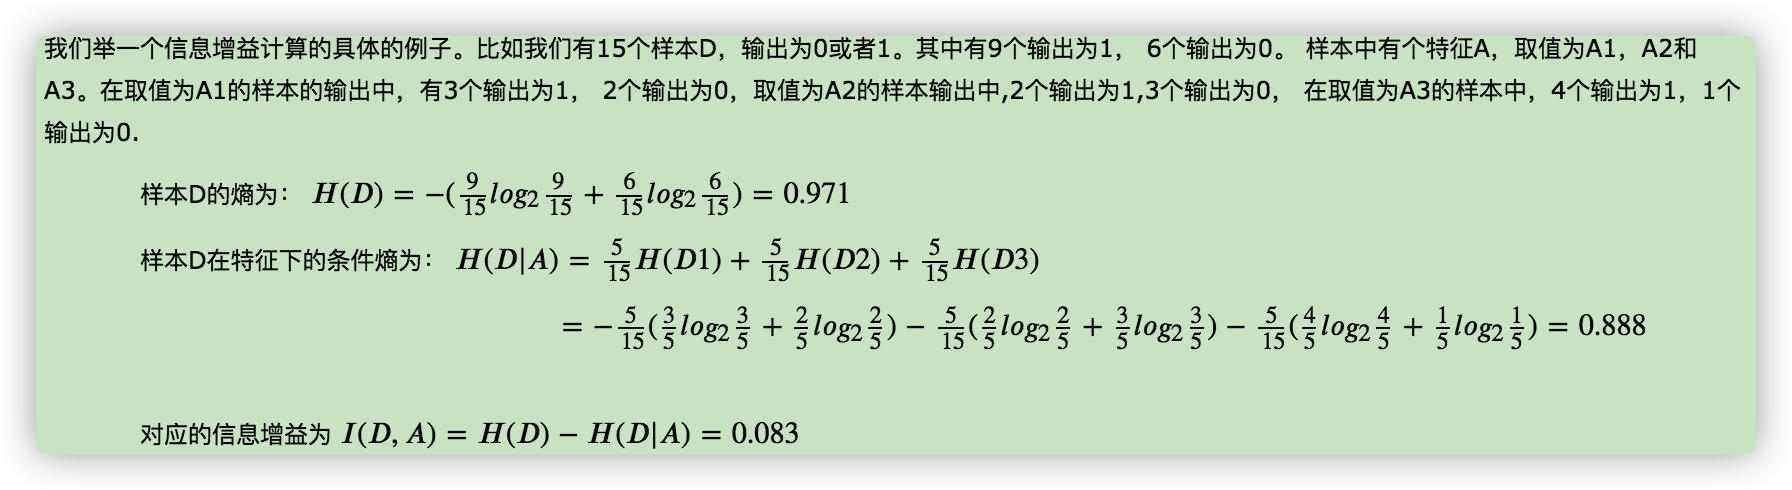 我们举一个信息增益计算的具体的例子。比如我们有15个样本D，输出为0或者1。其中有9个输出为1， 6个输出为0。 样本中有个特征A，取值为A1，A2和
A3。在取值为A1的样本的输出中，有3个输出为1， 2个输出为0，取值为A2的样本输出中,2个输出为1,3个输出为0， 在取值为A3的样本中，4个输出为1，1个
输出为0.
样本D的熵为： $H(D) = -(\frac{9}{15}log_2\frac{9}{15} + \frac{6}{15}log_2\frac{6}{15}) = 0.971$
样本D在特征下的条件熵为： $H(D|A) = \frac{5}{15}H(D1) + \frac{5}{15}H(D2) + \frac{5}{15}H(D3)$
$= -\frac{5}{15}(\frac{3}{5}log_2\frac{3}{5} + \frac{2}{5}log_2\frac{2}{5}) - \frac{5}{15}(\frac{2}{5}log_2\frac{2}{5} + \frac{3}{5}log_2\frac{3}{5}) - \frac{5}{15}(\frac{4}{5}log_2\frac{4}{5} + \frac{1}{5}log_2\frac{1}{5}) = 0.888$
对应的信息增益为 $I(D, A) = H(D) - H(D|A) = 0.083$